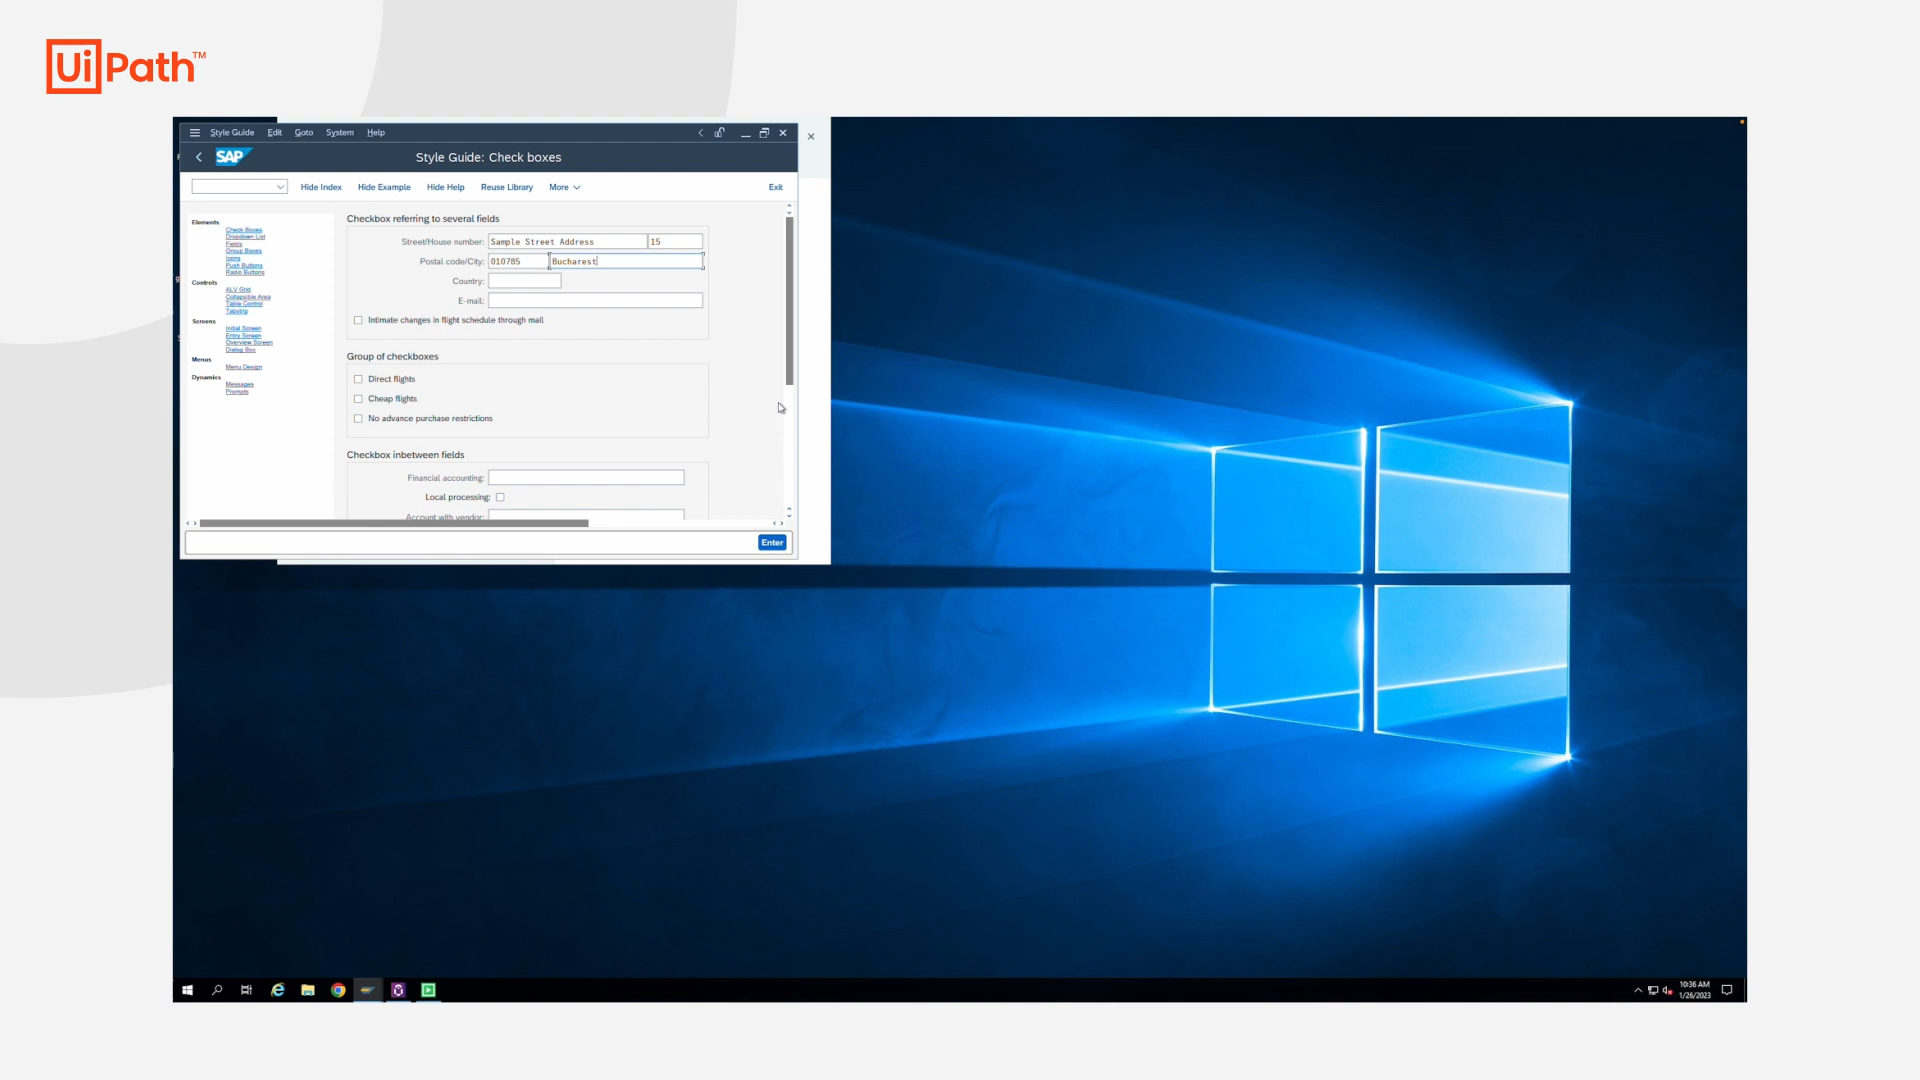 UiPath™
Style Guide Edit Goto System Help
SAP
Style Guide: Check boxes
Hide Index Hide Example Hide Help Reuse Library More Exit
Elements
Check Boxes
Dropdown List
Fields
Group Boxes
Icons
Push Buttons
Radio Buttons
Controls
ALV Grid
Collapsible Area
Table Control
Tabstrip
Screens
Initial Screen
Entry Screen
Overview Screen
Dialog Box
Menus
Menu Design
Dynamics
Messages
Prompts
Checkbox referring to several fields
Street/House number: Sample Street Address 15
Postal code/City: 010785 Bucharest
Country:
E-mail:
Intimate changes in flight schedule through mail
Group of checkboxes
Direct flights
Cheap flights
No advance purchase restrictions
Checkbox inbetween fields
Financial accounting:
Local processing:
Account with vendor:
Enter
10:36 AM
1/26/2023